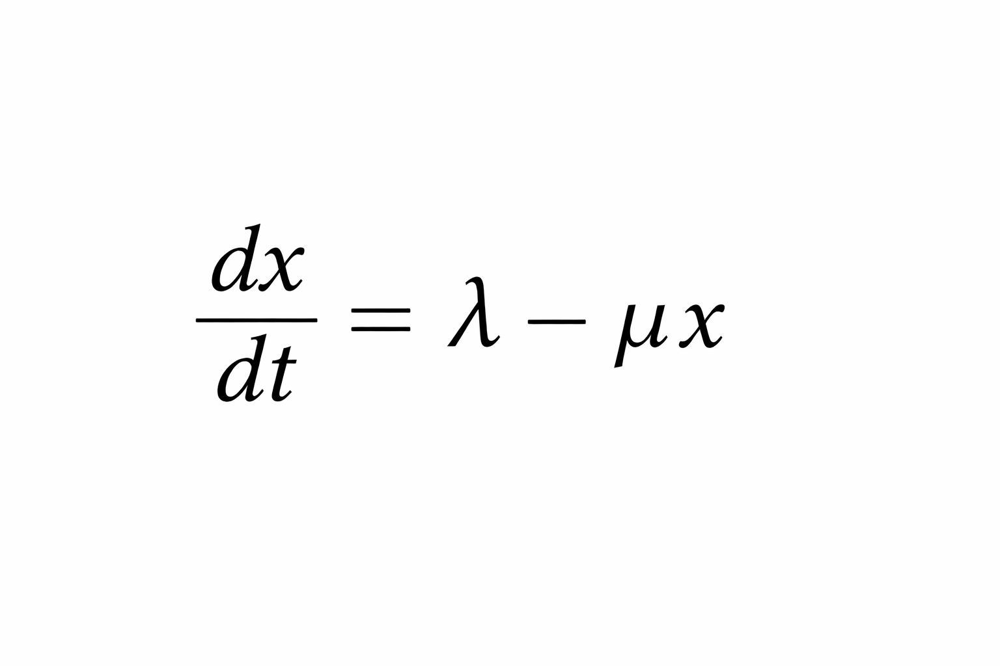 dx/dt = λ − μx